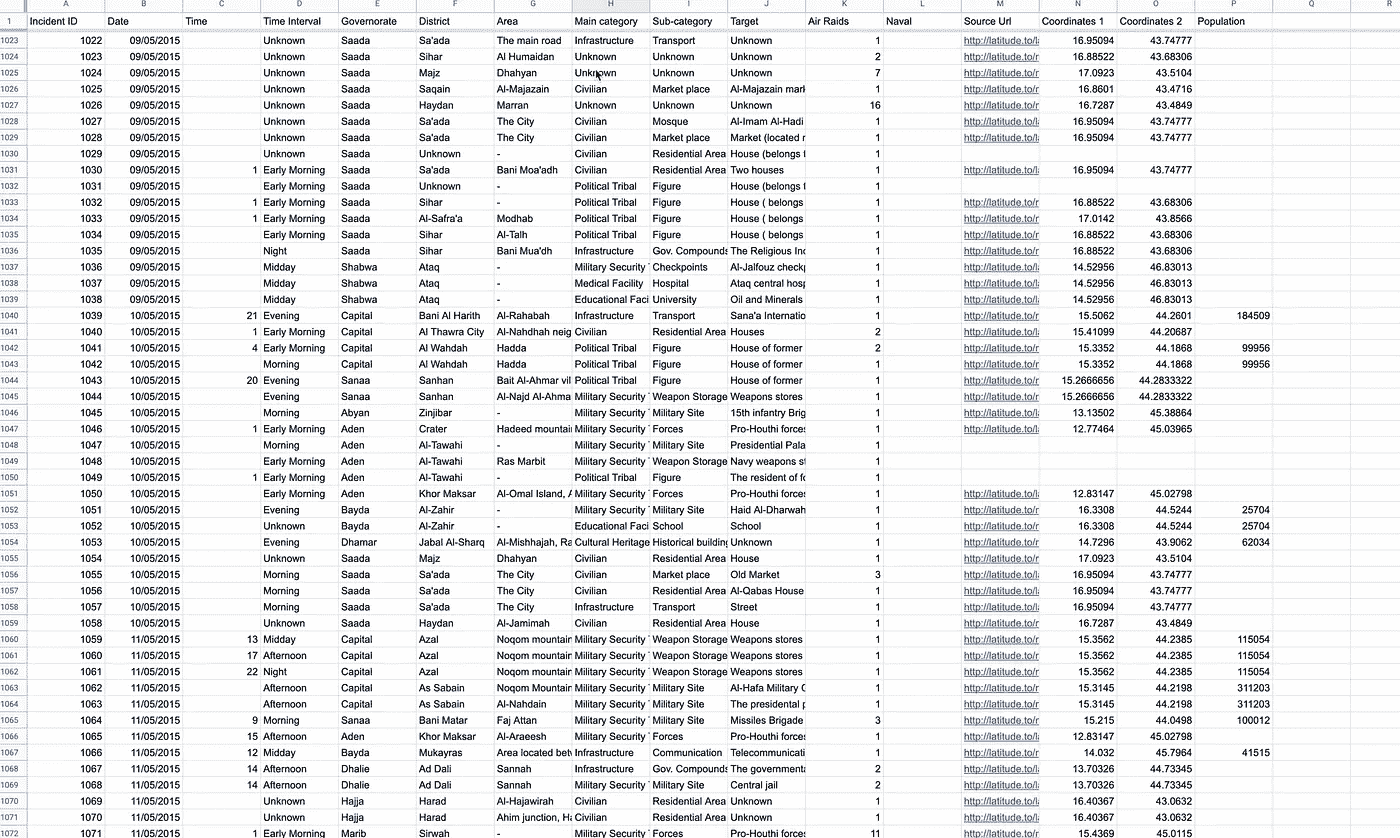 A B C D E F G H I J K L M N O P Q R
1 Incident ID Date Time Time Interval Governorate District Area Main category Sub-category Target Air Raids Naval Source Url Coordinates 1 Coordinates 2 Population
1023 1022 09/05/2015 Unknown Saada Sa'ada The main road Infrastructure Transport Unknown 1 http://latitude.to/la 16.95094 43.74777
1024 1023 09/05/2015 Unknown Saada Sihar Al Humaidan Unknown Unknown Unknown 2 http://latitude.to/r 16.88522 43.68306
1025 1024 09/05/2015 Unknown Saada Majz Dhahyan Unknown Unknown Unknown 7 http://latitude.to/r 17.0923 43.5104
1026 1025 09/05/2015 Unknown Saada Saqain Al-Majazain Civilian Market place Al-Majazain mark 1 http://latitude.to/r 16.8601 43.4716
1027 1026 09/05/2015 Unknown Saada Haydan Marran Unknown Unknown Unknown 16 http://latitude.to/r 16.7287 43.4849
1028 1027 09/05/2015 Unknown Saada Sa'ada The City Civilian Mosque Al-Imam Al-Hadi 1 http://latitude.to/la 16.95094 43.74777
1029 1028 09/05/2015 Unknown Saada Sa'ada The City Civilian Market place Market (located r 1 http://latitude.to/la 16.95094 43.74777
1030 1029 09/05/2015 Unknown Saada Unknown - Civilian Residential Area House (belongs t 1
1031 1030 09/05/2015 1 Early Morning Saada Sa'ada Bani Moa'adh Civilian Residential Area Two houses 1 http://latitude.to/la 16.95094 43.74777
1032 1031 09/05/2015 Early Morning Saada Unknown - Political Tribal Figure House (belongs t 1
1033 1032 09/05/2015 1 Early Morning Saada Sihar - Political Tribal Figure House ( belongs 1 http://latitude.to/r 16.88522 43.68306
1034 1033 09/05/2015 1 Early Morning Saada Al-Safra'a Modhab Political Tribal Figure House ( belongs 1 http://latitude.to/r 17.0142 43.8566
1035 1034 09/05/2015 1 Early Morning Saada Sihar Al-Talh Political Tribal Figure House ( belongs 1 http://latitude.to/r 16.88522 43.68306
1036 1035 09/05/2015 Night Saada Sihar Bani Mua'dh Infrastructure Gov. Compounds The Religious Inc 1 http://latitude.to/r 16.88522 43.68306
1037 1036 09/05/2015 Midday Shabwa Ataq - Military Security Checkpoints Al-Jalfouz checkp 1 http://latitude.to/la 14.52956 46.83013
1038 1037 09/05/2015 Midday Shabwa Ataq - Medical Facility Hospital Ataq central hosp 1 http://latitude.to/la 14.52956 46.83013
1039 1038 09/05/2015 Midday Shabwa Ataq - Educational Faci University Oil and Minerals 1 http://latitude.to/la 14.52956 46.83013
1040 1039 09/05/2015 21 Evening Capital Bani Al Harith Al-Rahabah Infrastructure Transport Sana'a Internatio 1 http://latitude.to/r 15.5062 44.2601 184509
1041 1040 09/05/2015 1 Early Morning Capital Al Thawra City Al-Nahdhah neig Civilian Residential Area Houses 2 http://latitude.to/r 15.41099 44.20687
1042 1041 10/05/2015 4 Early Morning Capital Al Wahdah Hadda Political Tribal Figure House of former 2 http://latitude.to/r 15.3352 44.1868 99956
1043 1042 10/05/2015 Morning Capital Al Wahdah Hadda Political Tribal Figure House of former 1 http://latitude.to/r 15.3352 44.1868 99956
1044 1043 10/05/2015 20 Evening Sanaa Sanhan Bait Al-Ahmar vil Political Tribal Figure House of former 1 http://latitude.to/r 15.2666656 44.2833322
1045 1044 10/05/2015 Evening Sanaa Sanhan Al-Najd Al-Ahma Military Security Weapon Storage Weapons stores 1 http://latitude.to/r 15.2666656 44.2833322
1046 1045 10/05/2015 Morning Abyan Zinjibar - Military Security Military Site 15th infantry Brig 1 http://latitude.to/r 13.13502 45.38864
1047 1046 10/05/2015 1 Early Morning Aden Crater Hadeed mountai Military Security Forces Pro-Houthi forces 1 http://latitude.to/r 12.77464 45.03965
1048 1047 10/05/2015 Morning Aden Al-Tawahi - Military Security Military Site Presidential Pala 1
1049 1048 10/05/2015 Early Morning Aden Al-Tawahi Ras Marbit Military Security Weapon Storage Navy weapons st 1
1050 1049 10/05/2015 1 Early Morning Aden Al-Tawahi - Political Tribal Figure The resident of fo 1
1051 1050 10/05/2015 Early Morning Aden Khor Maksar Al-Omal Island, A Military Security Forces Pro-Houthi forces 1 http://latitude.to/la 12.83147 45.02798
1052 1051 10/05/2015 Evening Bayda Al-Zahir - Military Security Military Site Haid Al-Dharwah 1 http://latitude.to/r 16.3308 44.5244 25704
1053 1052 10/05/2015 Unknown Bayda Al-Zahir - Educational Faci School School 1 http://latitude.to/r 16.3308 44.5244 25704
1054 1053 10/05/2015 Evening Dhamar Jabal Al-Sharq Al-Mishhajah, Ra Cultural Heritage Historical building Unknown 1 http://latitude.to/r 14.7296 43.9062 62034
1055 1054 10/05/2015 Unknown Saada Majz Dhahyan Civilian Residential Area House 1 http://latitude.to/r 17.0923 43.5104
1056 1055 10/05/2015 Morning Saada Sa'ada The City Civilian Market place Old Market 3 http://latitude.to/la 16.95094 43.74777
1057 1056 10/05/2015 Morning Saada Sa'ada The City Civilian Residential Area Al-Qabas House 1 http://latitude.to/la 16.95094 43.74777
1058 1057 10/05/2015 Morning Saada Sa'ada The City Infrastructure Transport Street 1 http://latitude.to/la 16.95094 43.74777
1059 1058 10/05/2015 Unknown Saada Haydan Al-Jamimah Civilian Residential Area House 1 http://latitude.to/r 16.7287 43.4849
1060 1059 11/05/2015 13 Midday Capital Azal Noqom mountain Military Security Weapon Storage Weapons stores 1 http://latitude.to/r 15.3562 44.2385 115054
1061 1060 11/05/2015 17 Afternoon Capital Azal Noqom mountain Military Security Weapon Storage Weapons stores 1 http://latitude.to/r 15.3562 44.2385 115054
1062 1061 11/05/2015 22 Night Capital Azal Noqom mountain Military Security Weapon Storage Weapons stores 1 http://latitude.to/r 15.3562 44.2385 115054
1063 1062 11/05/2015 Afternoon Capital As Sabain Noqom Mountain Military Security Military Site Al-Hafa Military C 1 http://latitude.to/r 15.3145 44.2198 311203
1064 1063 11/05/2015 Afternoon Capital As Sabain Al-Nahdain Military Security Military Site The presidential p 1 http://latitude.to/r 15.3145 44.2198 311203
1065 1064 11/05/2015 9 Morning Sanaa Bani Matar Faj Attan Military Security Military Site Missiles Brigade 3 http://latitude.to/r 15.215 44.0498 100012
1066 1065 11/05/2015 15 Afternoon Aden Khor Maksar Al-Araeesh Military Security Forces Pro-Houthi forces 1 http://latitude.to/la 12.83147 45.02798
1067 1066 11/05/2015 12 Midday Bayda Mukayras Area located betv Infrastructure Communication Telecommunicati 1 http://latitude.to/r 14.032 45.7964 41515
1068 1067 11/05/2015 14 Afternoon Dhalie Ad Dali Sannah Infrastructure Gov. Compounds The governmenta 2 http://latitude.to/r 13.70326 44.73345
1069 1068 11/05/2015 14 Afternoon Dhalie Ad Dali Sannah Military Security Military Site Central jail 2 http://latitude.to/r 13.70326 44.73345
1070 1069 11/05/2015 Unknown Hajja Harad Al-Hajawirah Civilian Residential Area Unknown 1 http://latitude.to/r 16.40367 43.0632
1071 1070 11/05/2015 Unknown Hajja Harad Ahim junction, Ha Civilian Residential Area Unknown 1 http://latitude.to/r 16.40367 43.0632
1072 1071 11/05/2015 1 Early Morning Marib Sirwah - Military Security Forces Pro-Houthi forces 11 http://latitude.to/r 15.4369 45.0115